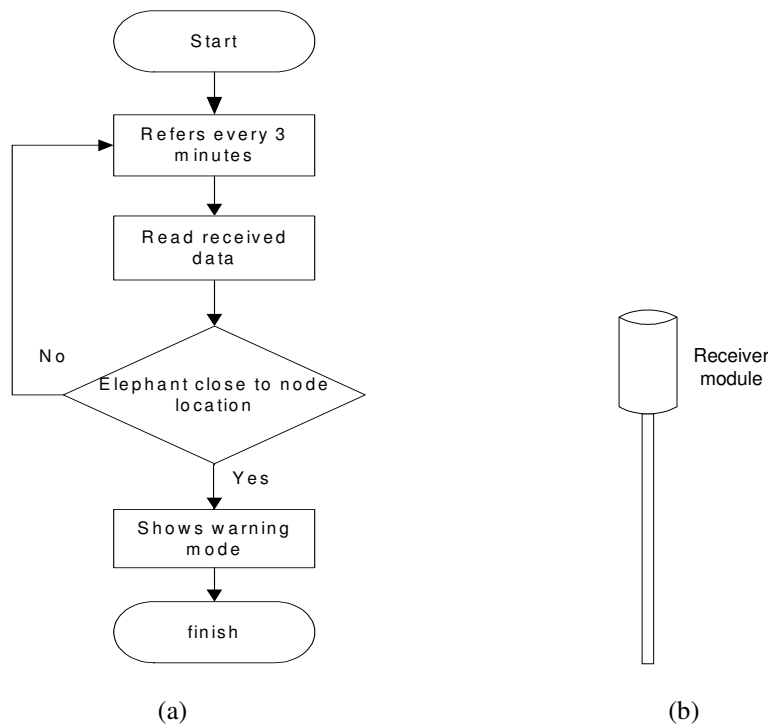 Start
Refers every 3
minutes
Read received
data
No
Elephant close to node
location
Yes
Shows warning
mode
finish
(a)
Receiver
module
(b)